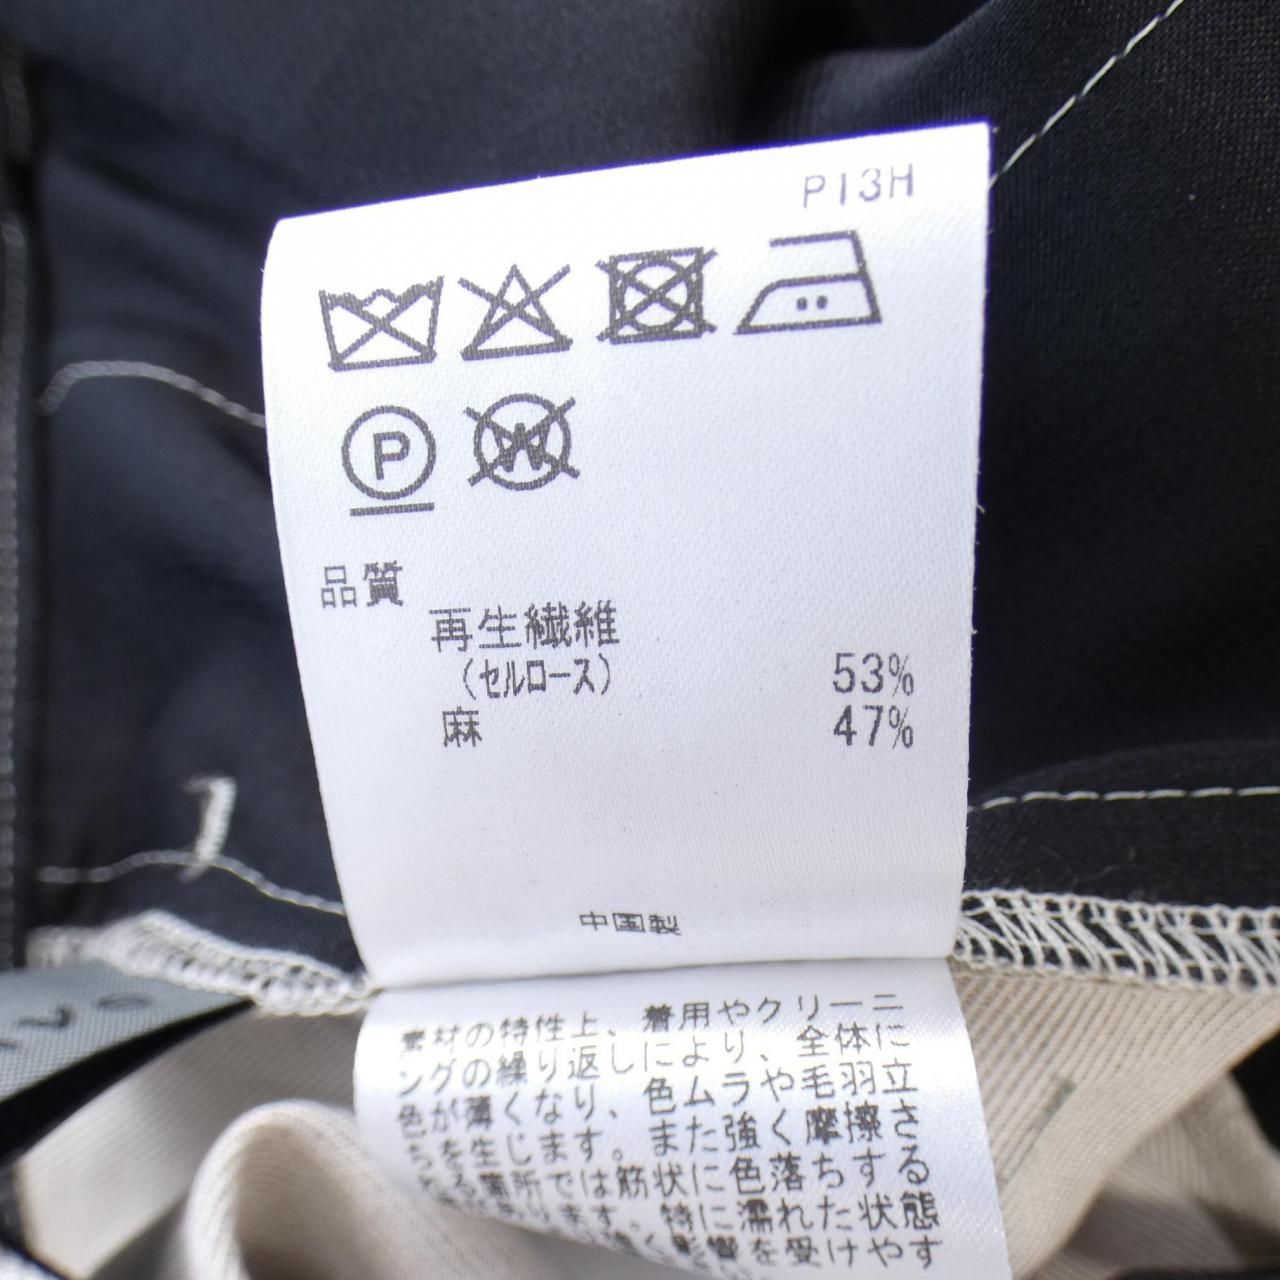 P13H
P
W
品質
再生繊維
(セルロース) 53%
麻 47%
中国製
素材の特性上、着用やクリーニ
ングの繰り返しにより、全体に
色が薄くなり、色ムラや毛羽立
ちを生じます。また強く摩擦さ
れる箇所では筋状に色落ちする
特に濡れた状態
影響を受けやす